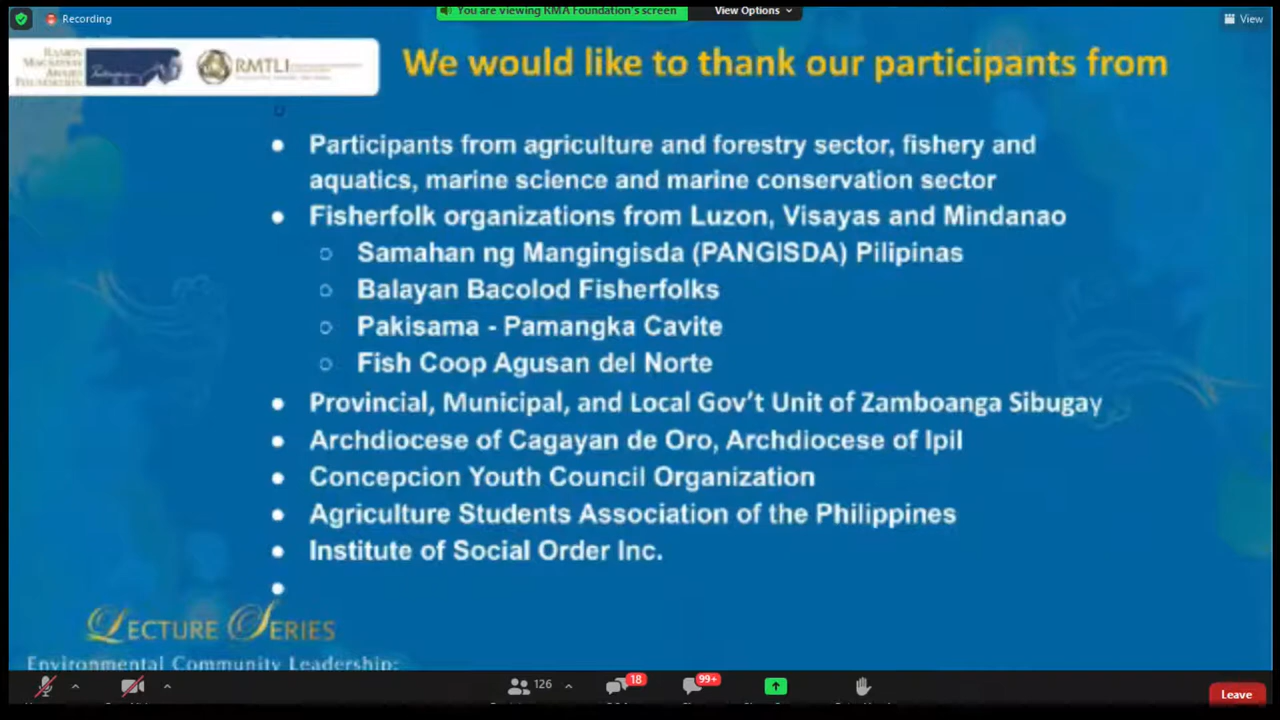 Recording
You are viewing RMA Foundation's screen
View Options
View
RAMON
MAGSAYSAY
AWARD
FOUNDATION
RMTLI
We would like to thank our participants from
Participants from agriculture and forestry sector, fishery and
aquatics, marine science and marine conservation sector
Fisherfolk organizations from Luzon, Visayas and Mindanao
Samahan ng Mangingisda (PANGISDA) Pilipinas
Balayan Bacolod Fisherfolks
Pakisama - Pamangka Cavite
Fish Coop Agusan del Norte
Provincial, Municipal, and Local Gov't Unit of Zamboanga Sibugay
Archdiocese of Cagayan de Oro, Archdiocese of Ipil
Concepcion Youth Council Organization
Agriculture Students Association of the Philippines
Institute of Social Order Inc.
LECTURE SERIES
Environmental Community Leadership:
126
18
99+
Leave